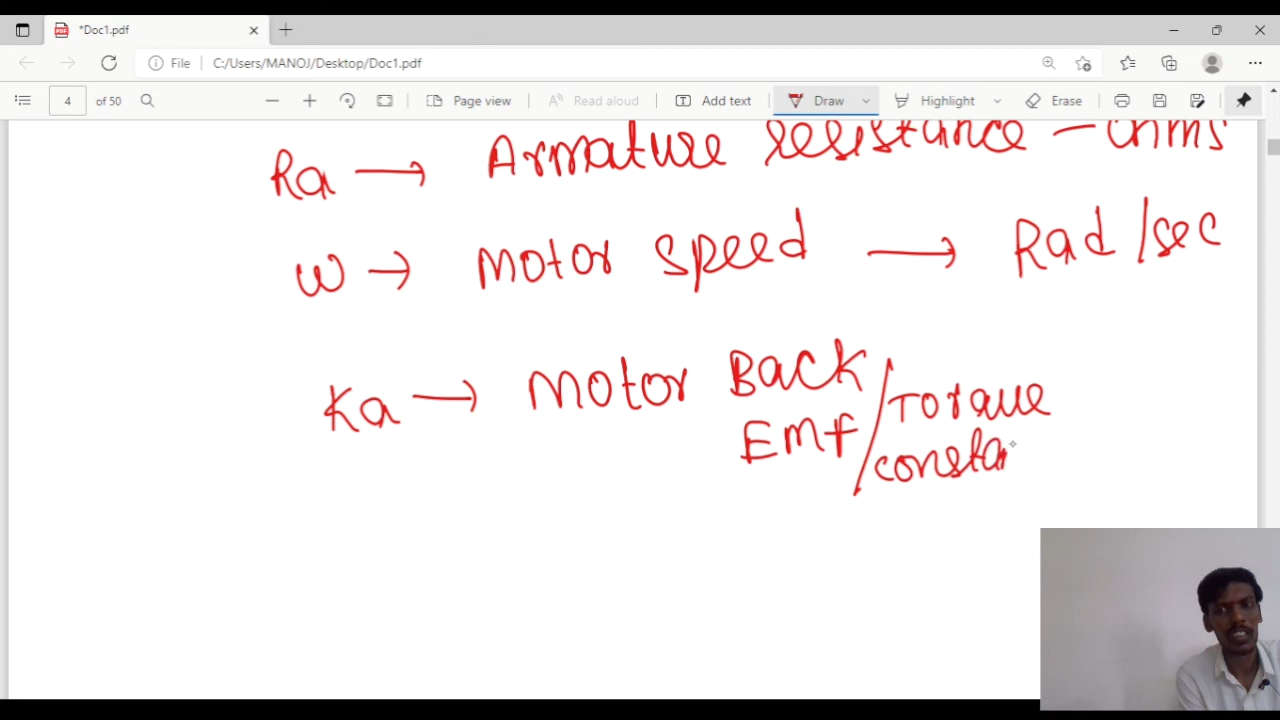 *Doc1.pdf
File C:/Users/MANOJ/Desktop/Doc1.pdf
4 of 50 Page view Read aloud Add text Draw Highlight Erase
Ra → Armature resistance - Ohms
W → Motor speed → Rad/sec
Ka → Motor Back
EMF / Torque
consta